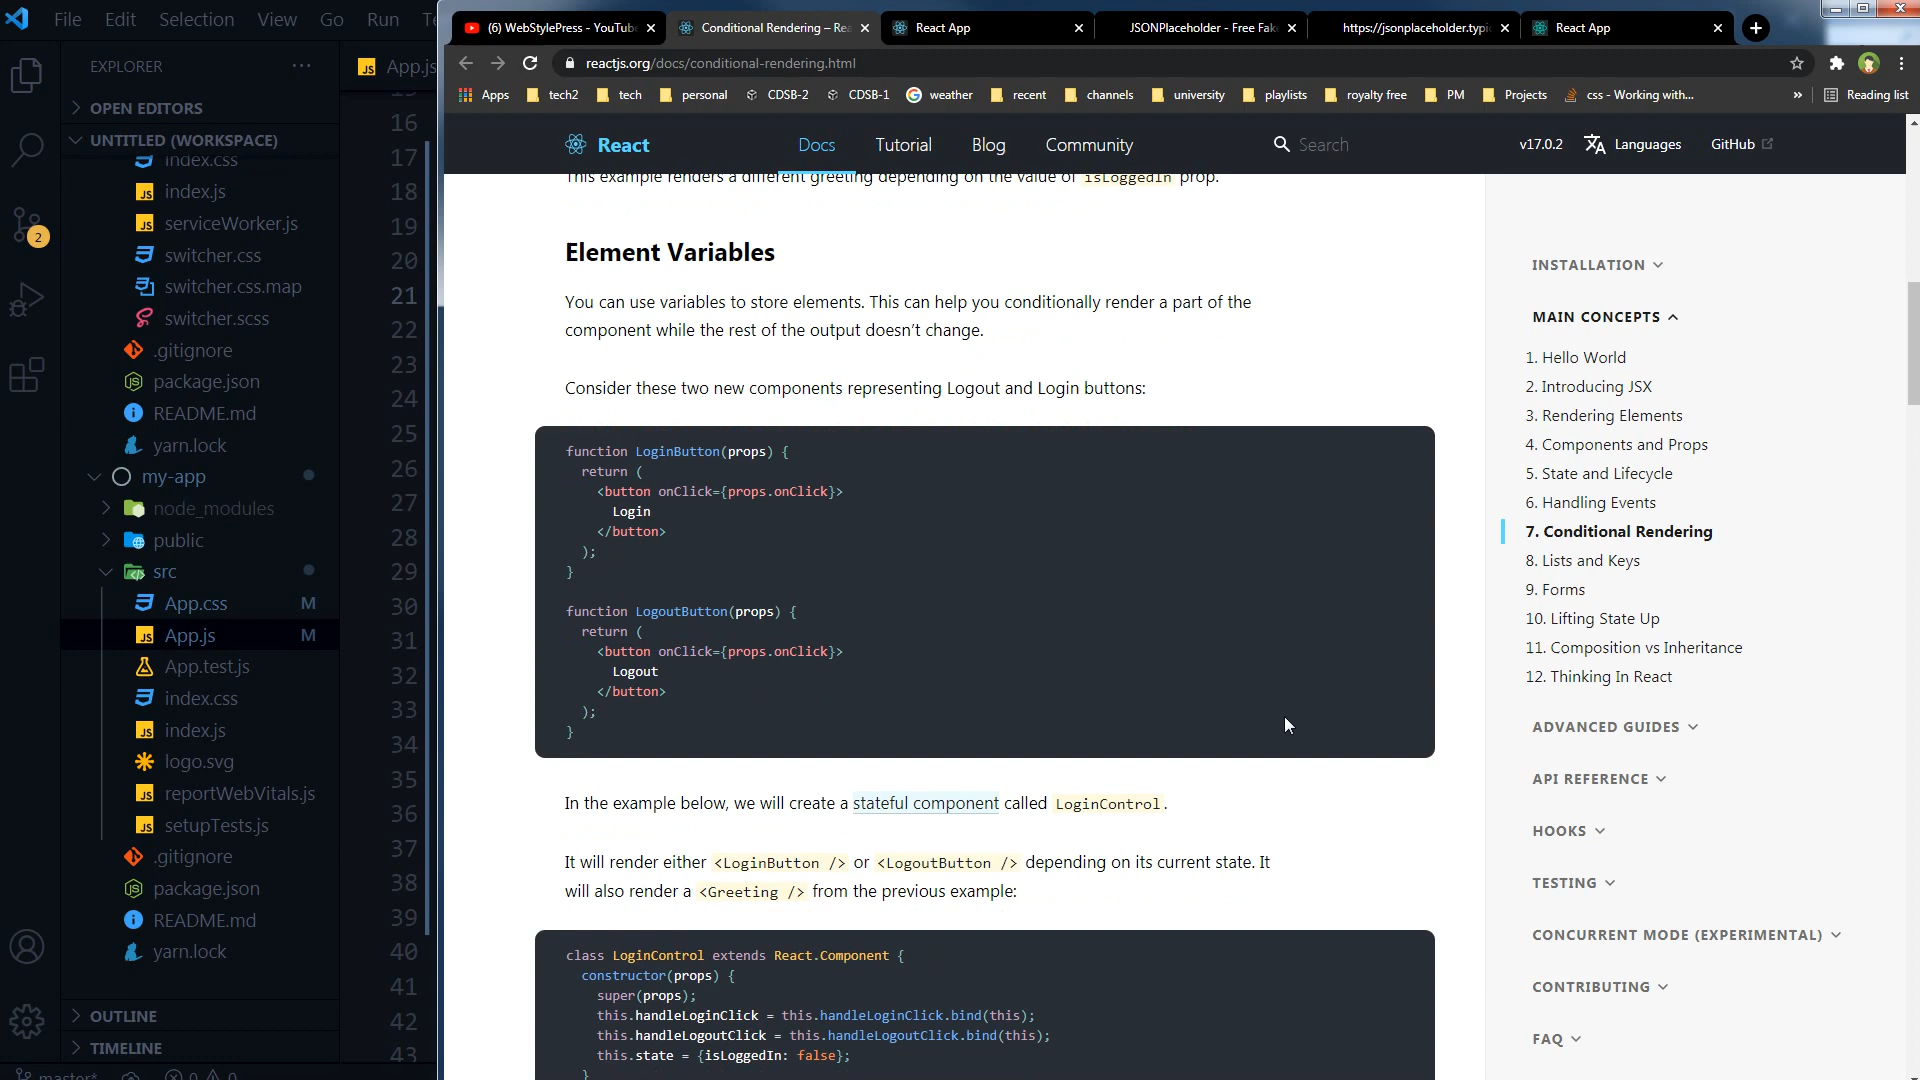 File Edit Selection View Go Run
EXPLORER
OPEN EDITORS
UNTITLED (WORKSPACE)
index.css
index.js
serviceWorker.js
switcher.css
switcher.css.map
switcher.scss
.gitignore
package.json
README.md
yarn.lock
my-app
node_modules
public
src
App.css M
App.js M
App.test.js
index.css
index.js
logo.svg
reportWebVitals.js
setupTests.js
.gitignore
package.json
README.md
yarn.lock
OUTLINE
TIMELINE
master* 0 0
2
App.js
16
17
18
19
20
21
22
23
24
25
26
27
28
29
30
31
32
33
34
35
36
37
38
39
40
41
42
43
(6) WebStylePress - YouTube
Conditional Rendering – Rea
React App
JSONPlaceholder - Free Fak
https://jsonplaceholder.typic
React App
reactjs.org/docs/conditional-rendering.html
Apps tech2 tech personal CDSB-2 CDSB-1 weather recent channels university playlists royalty free PM Projects css - Working with... » Reading list
React Docs Tutorial Blog Community Search v17.0.2 Languages GitHub
This example renders a different greeting depending on the value of isLoggedIn prop.
Element Variables
You can use variables to store elements. This can help you conditionally render a part of the
component while the rest of the output doesn’t change.
Consider these two new components representing Logout and Login buttons:
function LoginButton(props) {
return (
<button onClick={props.onClick}>
Login
</button>
);
}
function LogoutButton(props) {
return (
<button onClick={props.onClick}>
Logout
</button>
);
}
In the example below, we will create a stateful component called LoginControl.
It will render either <LoginButton /> or <LogoutButton /> depending on its current state. It
will also render a <Greeting /> from the previous example:
class LoginControl extends React.Component {
constructor(props) {
super(props);
this.handleLoginClick = this.handleLoginClick.bind(this);
this.handleLogoutClick = this.handleLogoutClick.bind(this);
this.state = {isLoggedIn: false};
}
INSTALLATION
MAIN CONCEPTS
1. Hello World
2. Introducing JSX
3. Rendering Elements
4. Components and Props
5. State and Lifecycle
6. Handling Events
7. Conditional Rendering
8. Lists and Keys
9. Forms
10. Lifting State Up
11. Composition vs Inheritance
12. Thinking In React
ADVANCED GUIDES
API REFERENCE
HOOKS
TESTING
CONCURRENT MODE (EXPERIMENTAL)
CONTRIBUTING
FAQ